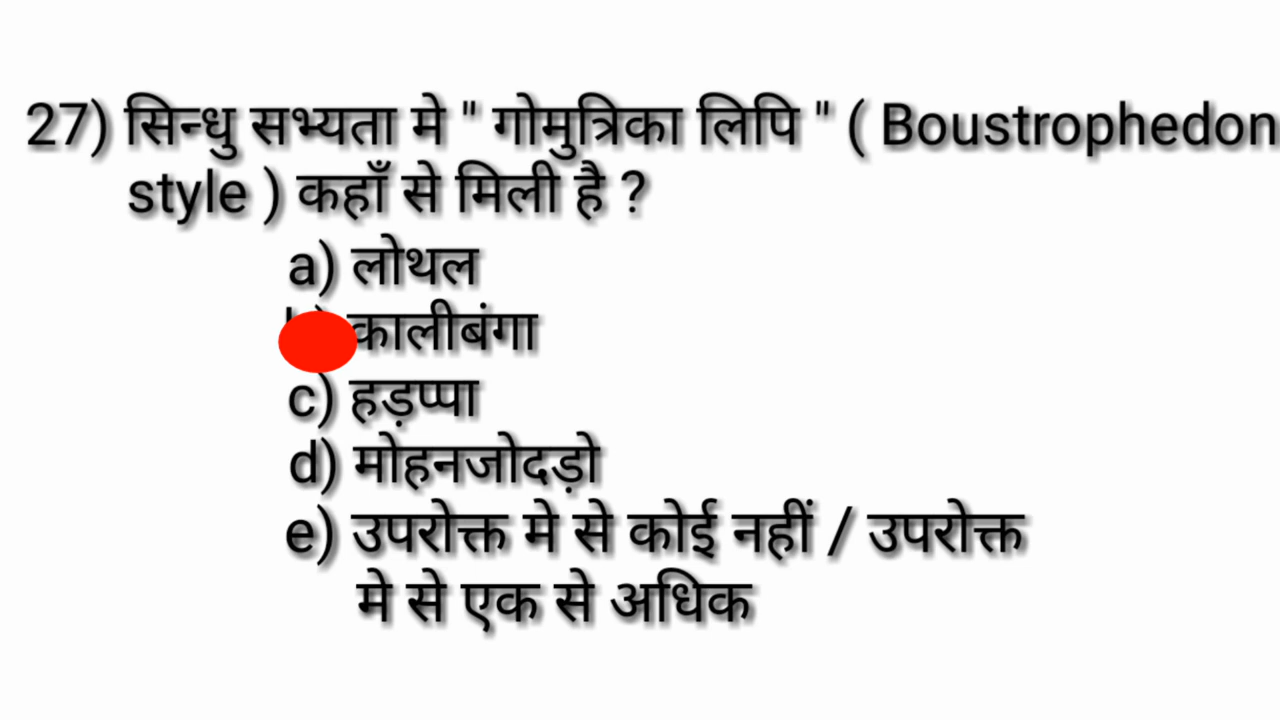 27) सिन्धु सभ्यता मे " गोमुत्रिका लिपि " ( Boustrophedon
style ) कहाँ से मिली है ?
a) लोथल
कालीबंगा
c) हड़प्पा
d) मोहनजोदड़ो
e) उपरोक्त मे से कोई नहीं / उपरोक्त
मे से एक से अधिक